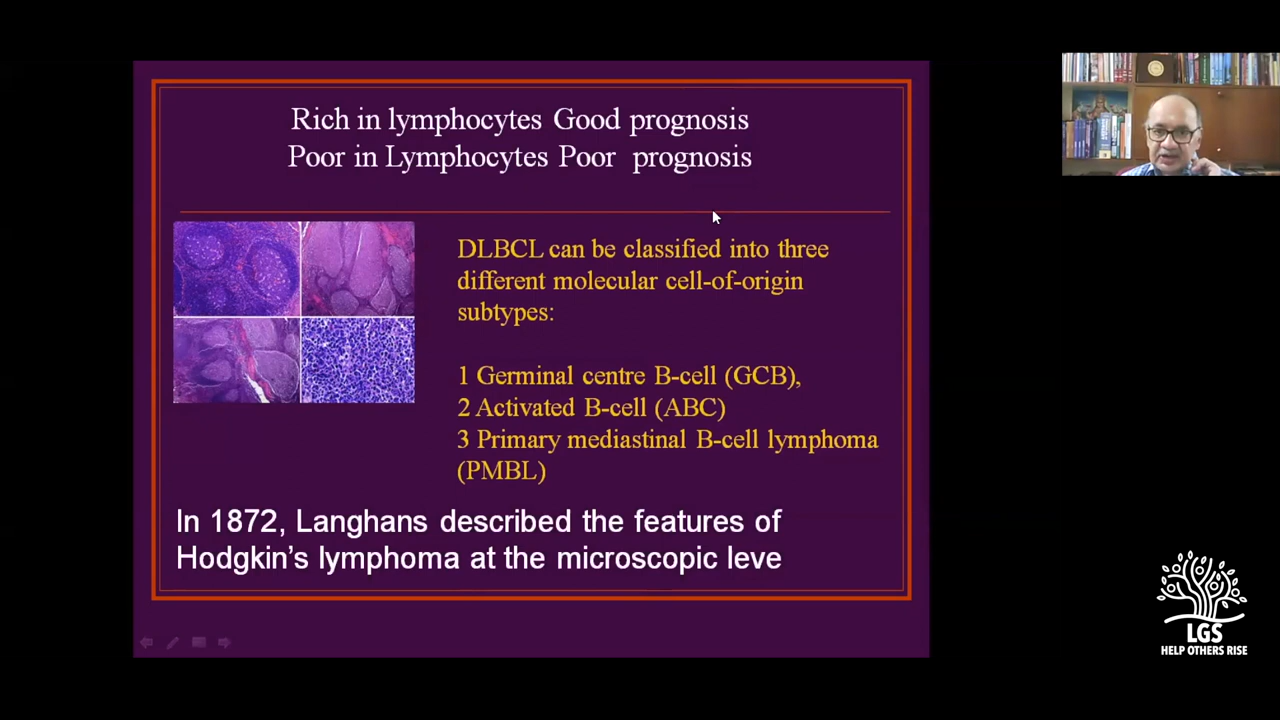 Rich in lymphocytes Good prognosis
Poor in Lymphocytes Poor prognosis
DLBCL can be classified into three
different molecular cell-of-origin
subtypes:
1 Germinal centre B-cell (GCB),
2 Activated B-cell (ABC)
3 Primary mediastinal B-cell lymphoma
(PMBL)
In 1872, Langhans described the features of
Hodgkin’s lymphoma at the microscopic leve
LGS
HELP OTHERS RISE